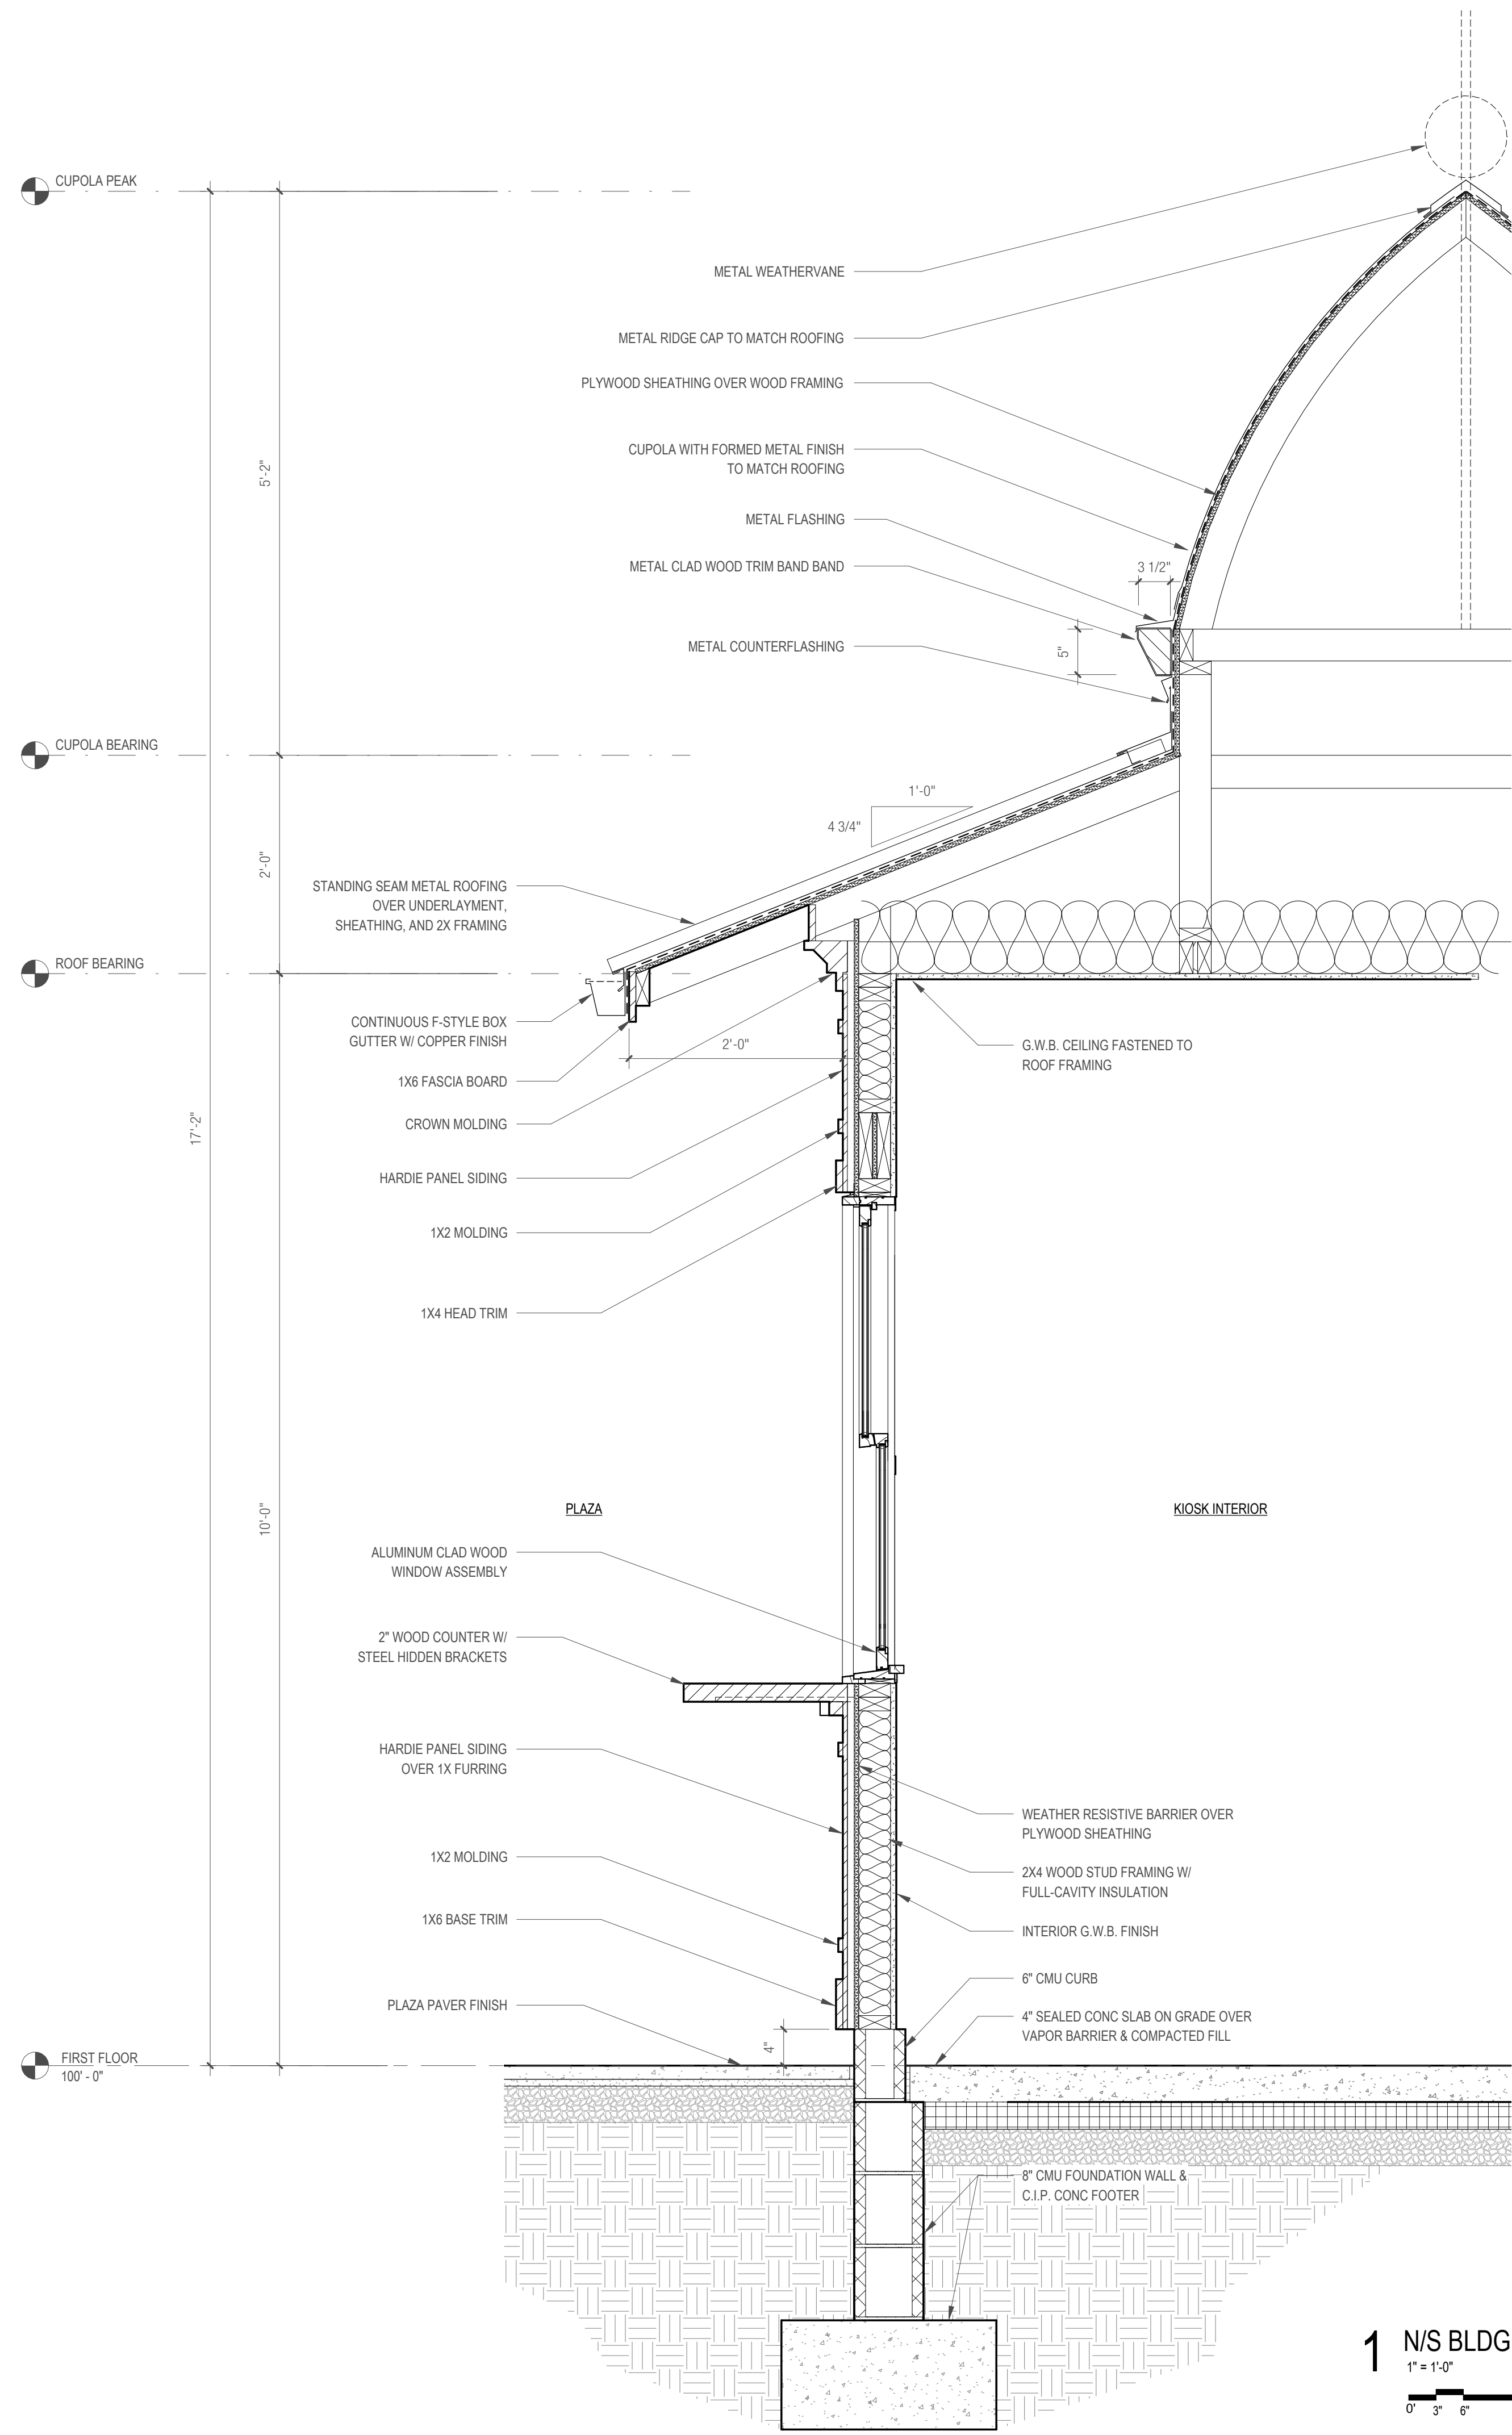 CUPOLA PEAK
METAL WEATHERVANE
METAL RIDGE CAP TO MATCH ROOFING
PLYWOOD SHEATHING OVER WOOD FRAMING
CUPOLA WITH FORMED METAL FINISH
TO MATCH ROOFING
5'-2"
METAL FLASHING
METAL CLAD WOOD TRIM BAND BAND
3 1/2"
METAL COUNTERFLASHING
5"
CUPOLA BEARING
1'-0"
4 3/4"
2'-0"
STANDING SEAM METAL ROOFING
OVER UNDERLAYMENT,
SHEATHING, AND 2X FRAMING
ROOF BEARING
CONTINUOUS F-STYLE BOX
GUTTER W/ COPPER FINISH
2'-0"
G.W.B. CEILING FASTENED TO
ROOF FRAMING
1X6 FASCIA BOARD
CROWN MOLDING
17'-2"
HARDIE PANEL SIDING
1X2 MOLDING
1X4 HEAD TRIM
PLAZA
KIOSK INTERIOR
10'-0"
ALUMINUM CLAD WOOD
WINDOW ASSEMBLY
2" WOOD COUNTER W/
STEEL HIDDEN BRACKETS
HARDIE PANEL SIDING
OVER 1X FURRING
WEATHER RESISTIVE BARRIER OVER
PLYWOOD SHEATHING
1X2 MOLDING
2X4 WOOD STUD FRAMING W/
FULL-CAVITY INSULATION
1X6 BASE TRIM
INTERIOR G.W.B. FINISH
6" CMU CURB
PLAZA PAVER FINISH
4" SEALED CONC SLAB ON GRADE OVER
VAPOR BARRIER & COMPACTED FILL
4"
FIRST FLOOR
100' - 0"
8" CMU FOUNDATION WALL &
C.I.P. CONC FOOTER
1 N/S BLDG
1" = 1'-0"
0' 3" 6"